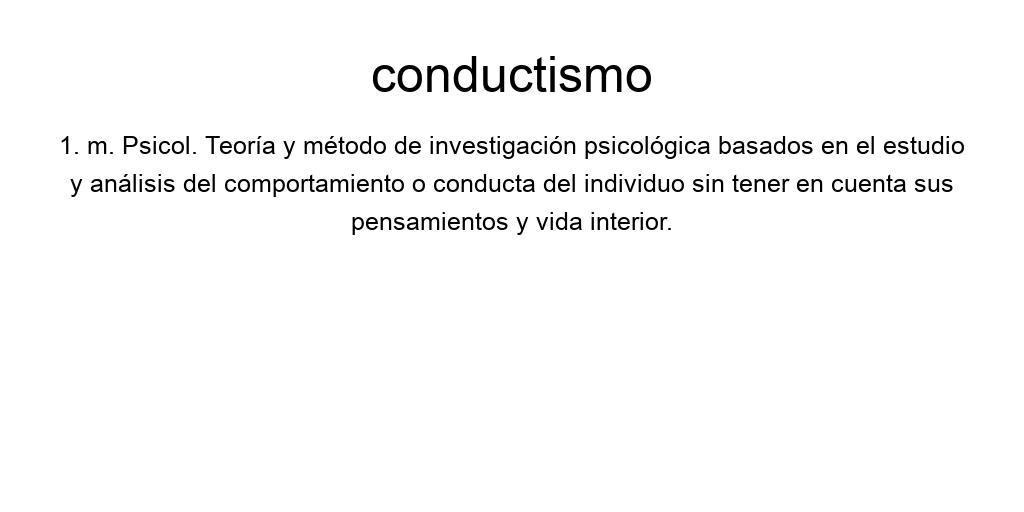 conductismo
1. m. Psicol. Teoría y método de investigación psicológica basados en el estudio
y análisis del comportamiento o conducta del individuo sin tener en cuenta sus
pensamientos y vida interior.